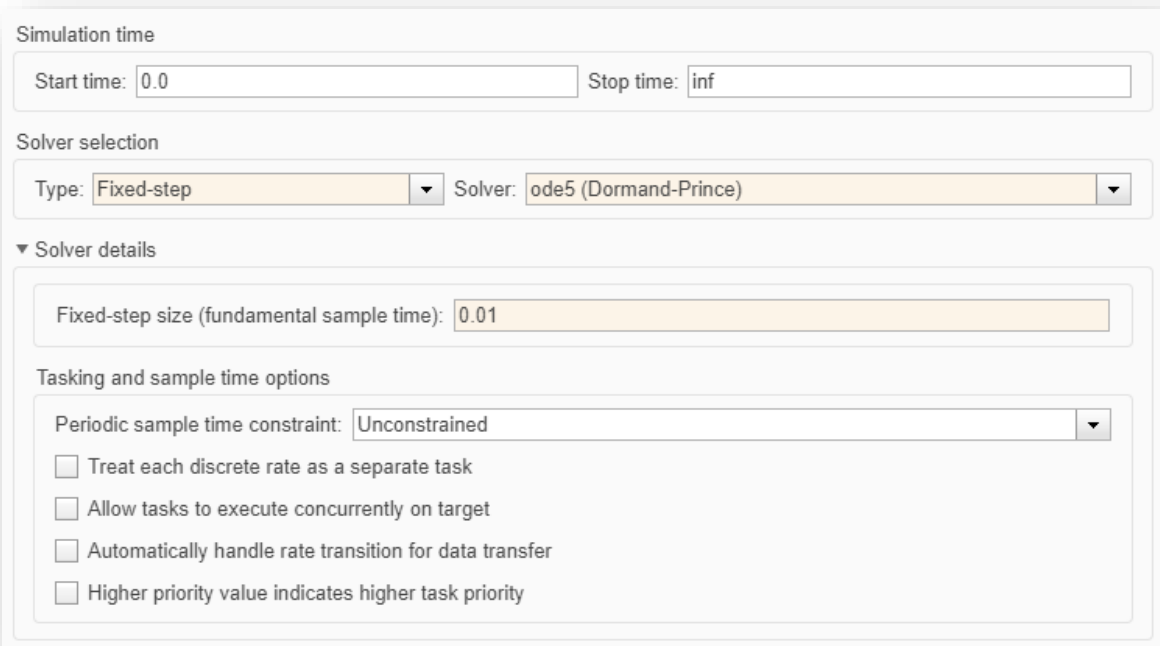 Simulation time
Start time: 0.0 Stop time: inf
Solver selection
Type: Fixed-step Solver: ode5 (Dormand-Prince)
Solver details
Fixed-step size (fundamental sample time): 0.01
Tasking and sample time options
Periodic sample time constraint: Unconstrained
Treat each discrete rate as a separate task
Allow tasks to execute concurrently on target
Automatically handle rate transition for data transfer
Higher priority value indicates higher task priority